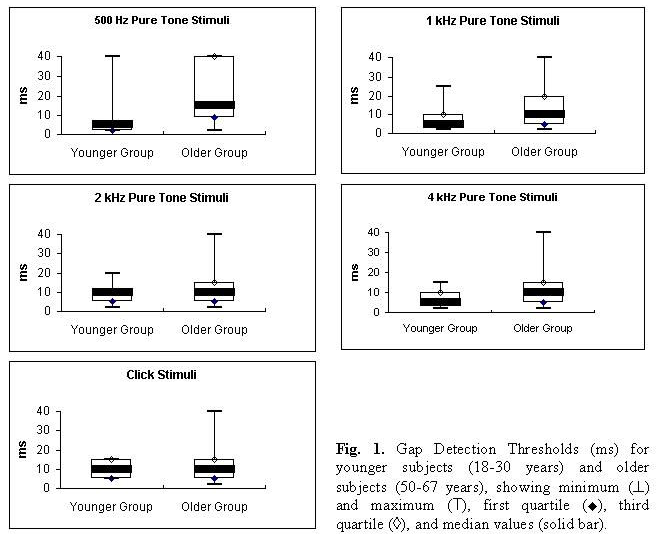 500 Hz Pure Tone Stimuli
40
30
20
10
0
ms
Younger Group Older Group
1 kHz Pure Tone Stimuli
40
30
20
10
0
ms
Younger Group Older Group
2 kHz Pure Tone Stimuli
40
30
20
10
0
ms
Younger Group Older Group
4 kHz Pure Tone Stimuli
40
30
20
10
0
ms
Younger Group Older Group
Click Stimuli
40
30
20
10
0
ms
Younger Group Older Group
Fig. 1. Gap Detection Thresholds (ms) for
younger subjects (18-30 years) and older
subjects (50-67 years), showing minimum (⊥)
and maximum (⊤), first quartile (◆), third
quartile (◊), and median values (solid bar).